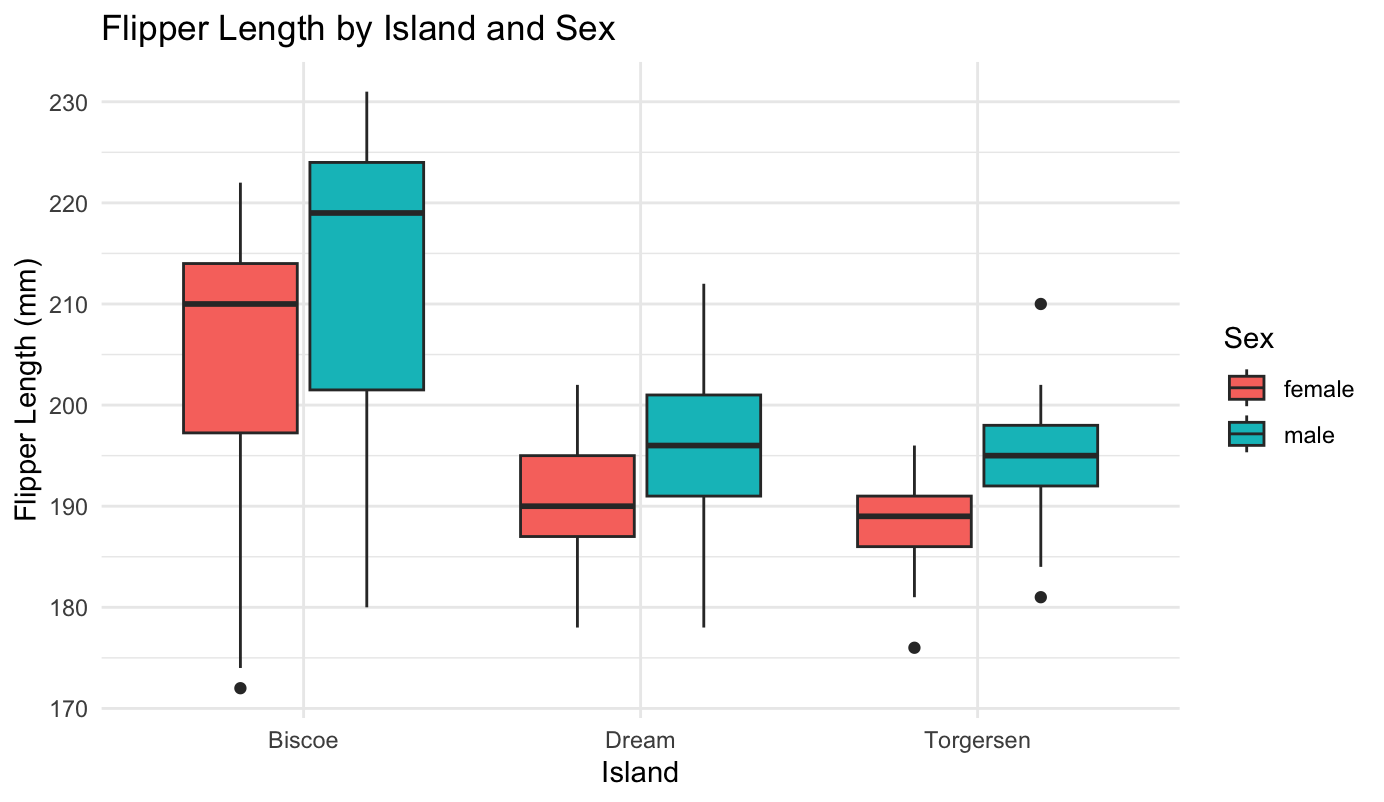 Flipper Length by Island and Sex
Flipper Length (mm)
230
220
210
200
190
180
170
Biscoe
Dream
Torgersen
Island
Sex
female
male